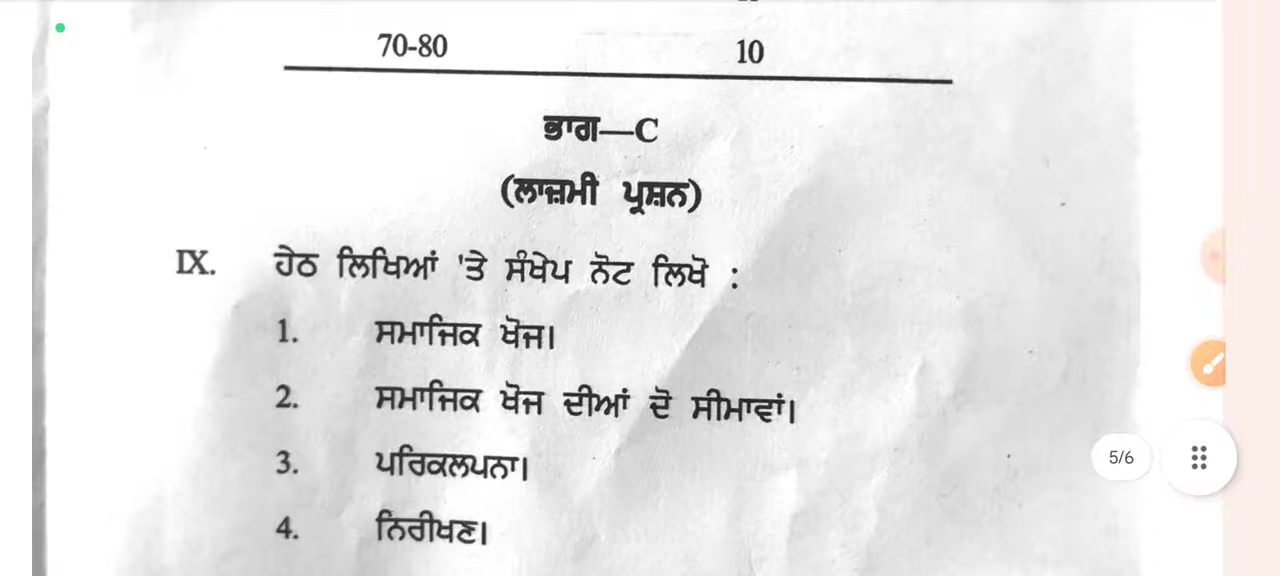 70-80 10
ਭਾਗ—C
(ਲਾਜ਼ਮੀ ਪ੍ਰਸ਼ਨ)
IX. ਹੇਠ ਲਿਖਿਆਂ 'ਤੇ ਸੰਖੇਪ ਨੋਟ ਲਿਖੋ :
1. ਸਮਾਜਿਕ ਖੋਜ।
2. ਸਮਾਜਿਕ ਖੋਜ ਦੀਆਂ ਦੋ ਸੀਮਾਵਾਂ।
3. ਪਰਿਕਲਪਨਾ।
4. ਨਿਰੀਖਣ।
5/6